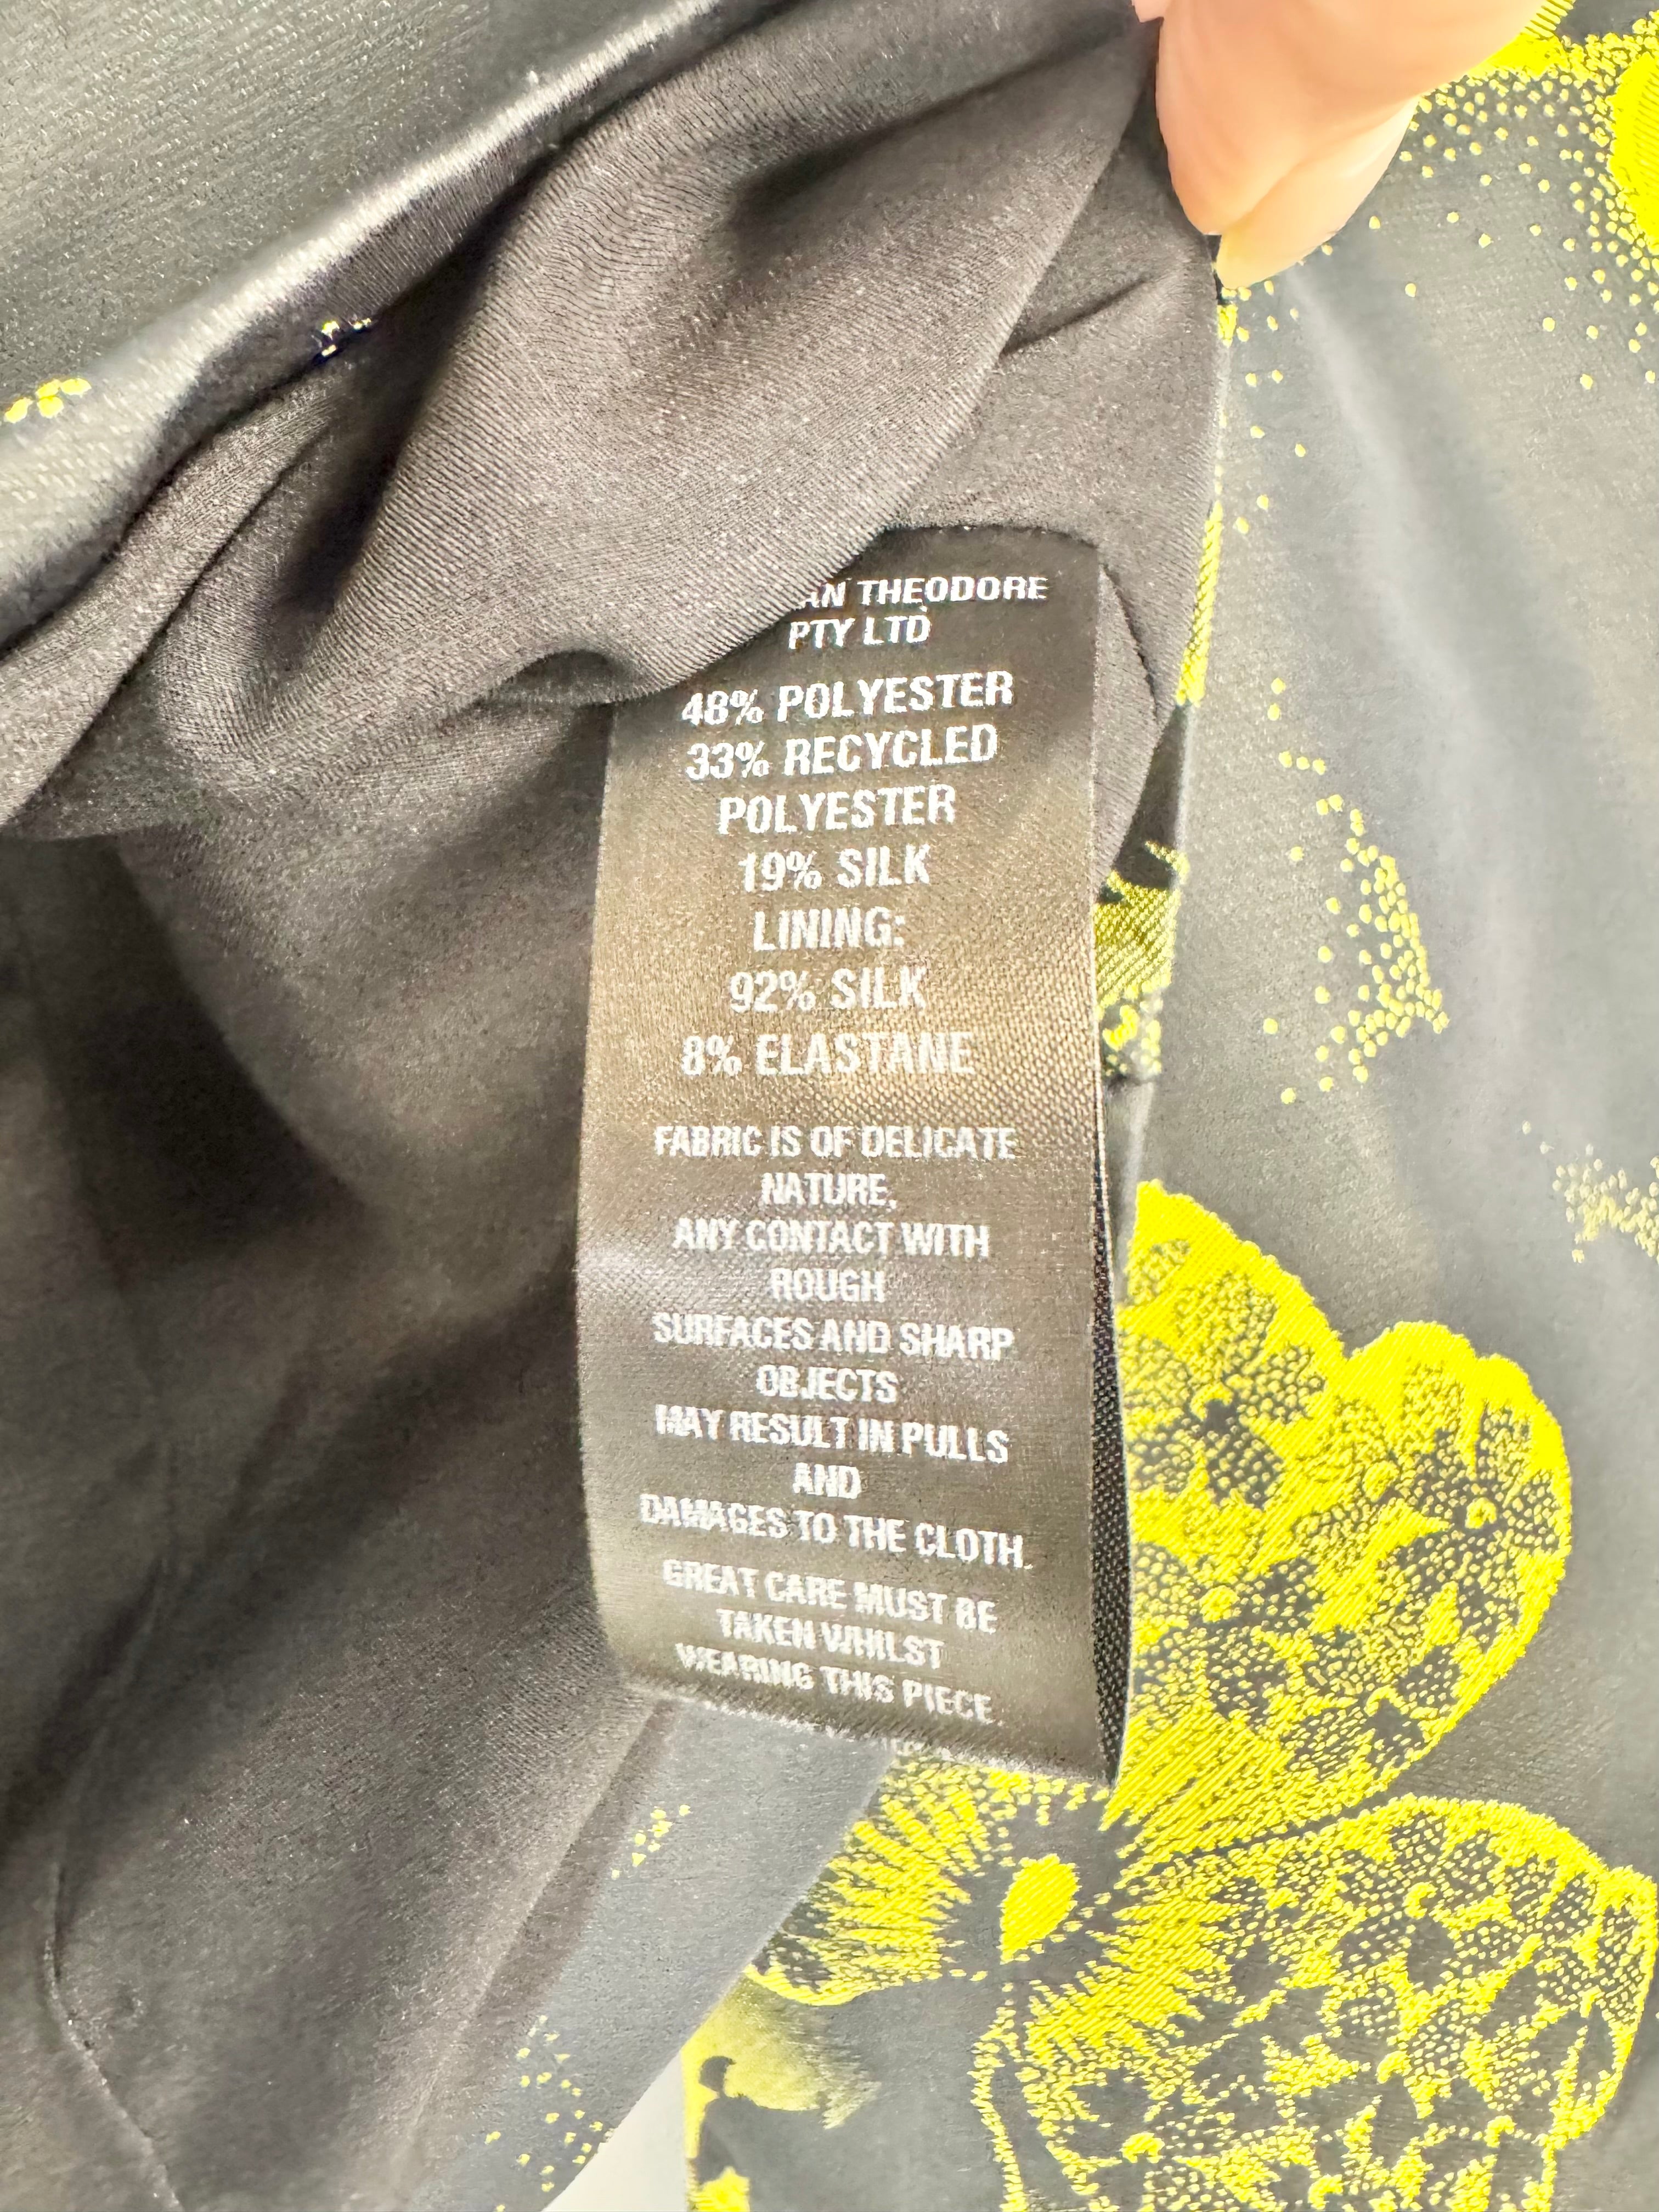 AN THEODORE
PTY LTD
48% POLYESTER
33% RECYCLED
POLYESTER
19% SILK
LINING:
92% SILK
8% ELASTANE
FABRIC IS OF DELICATE
NATURE,
ANY CONTACT WITH
ROUGH
SURFACES AND SHARP
OBJECTS
MAY RESULT IN PULLS
AND
DAMAGES TO THE CLOTH.
GREAT CARE MUST BE
TAKEN WHILST
WEARING THIS PIECE.